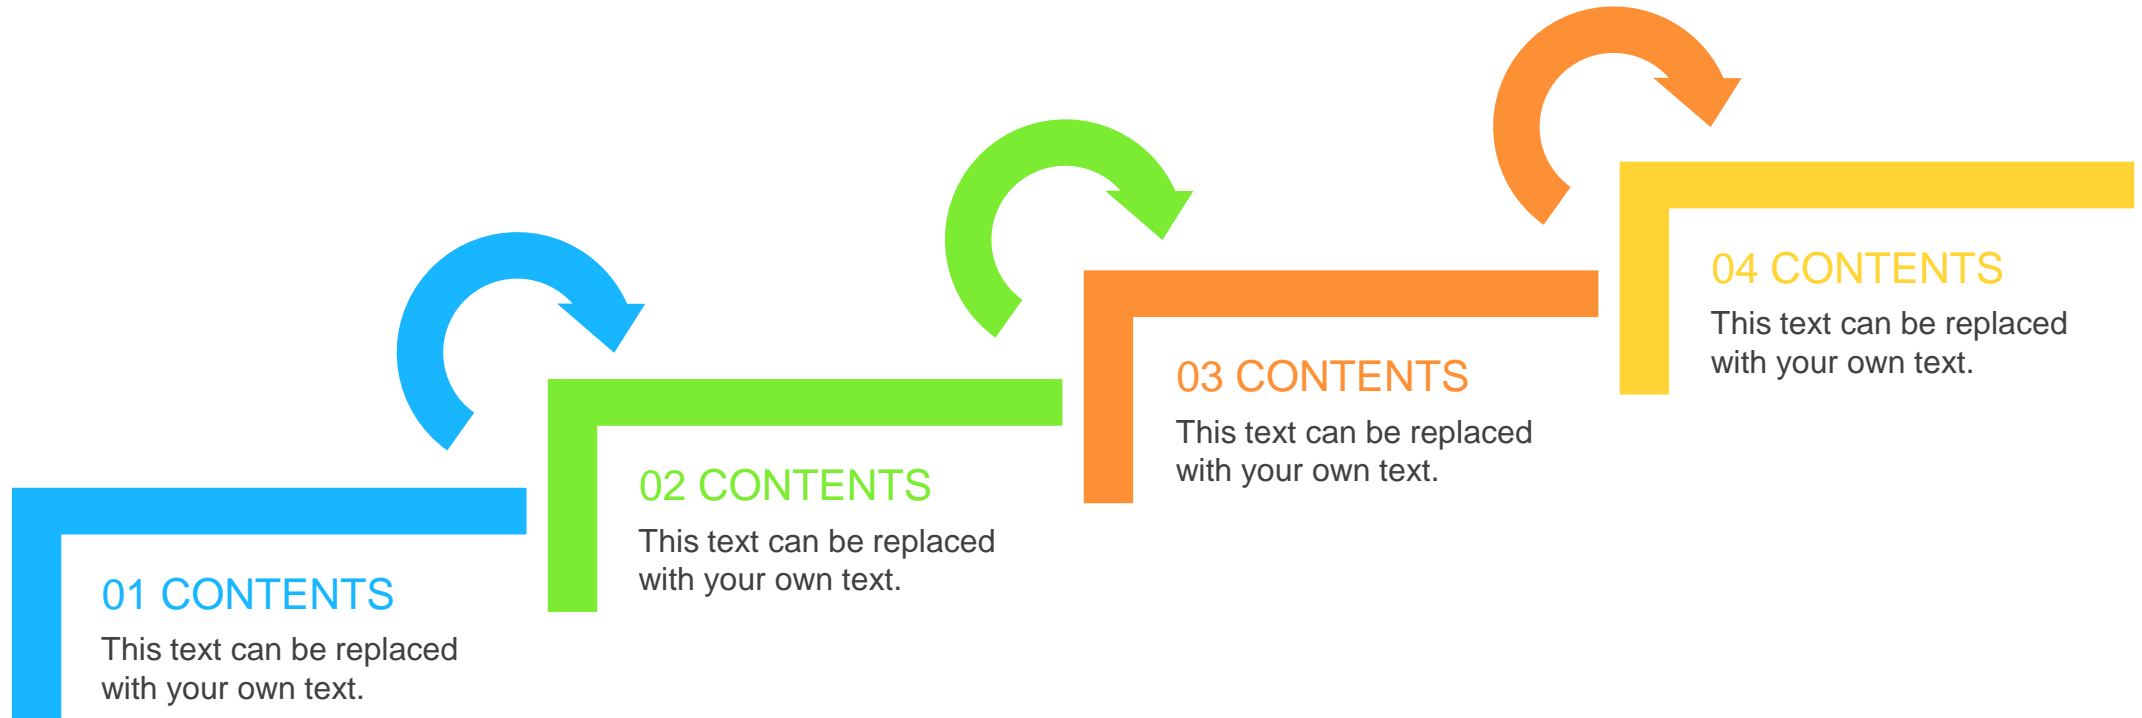 01 CONTENTS
This text can be replaced
with your own text.
02 CONTENTS
This text can be replaced
with your own text.
03 CONTENTS
This text can be replaced
with your own text.
04 CONTENTS
This text can be replaced
with your own text.